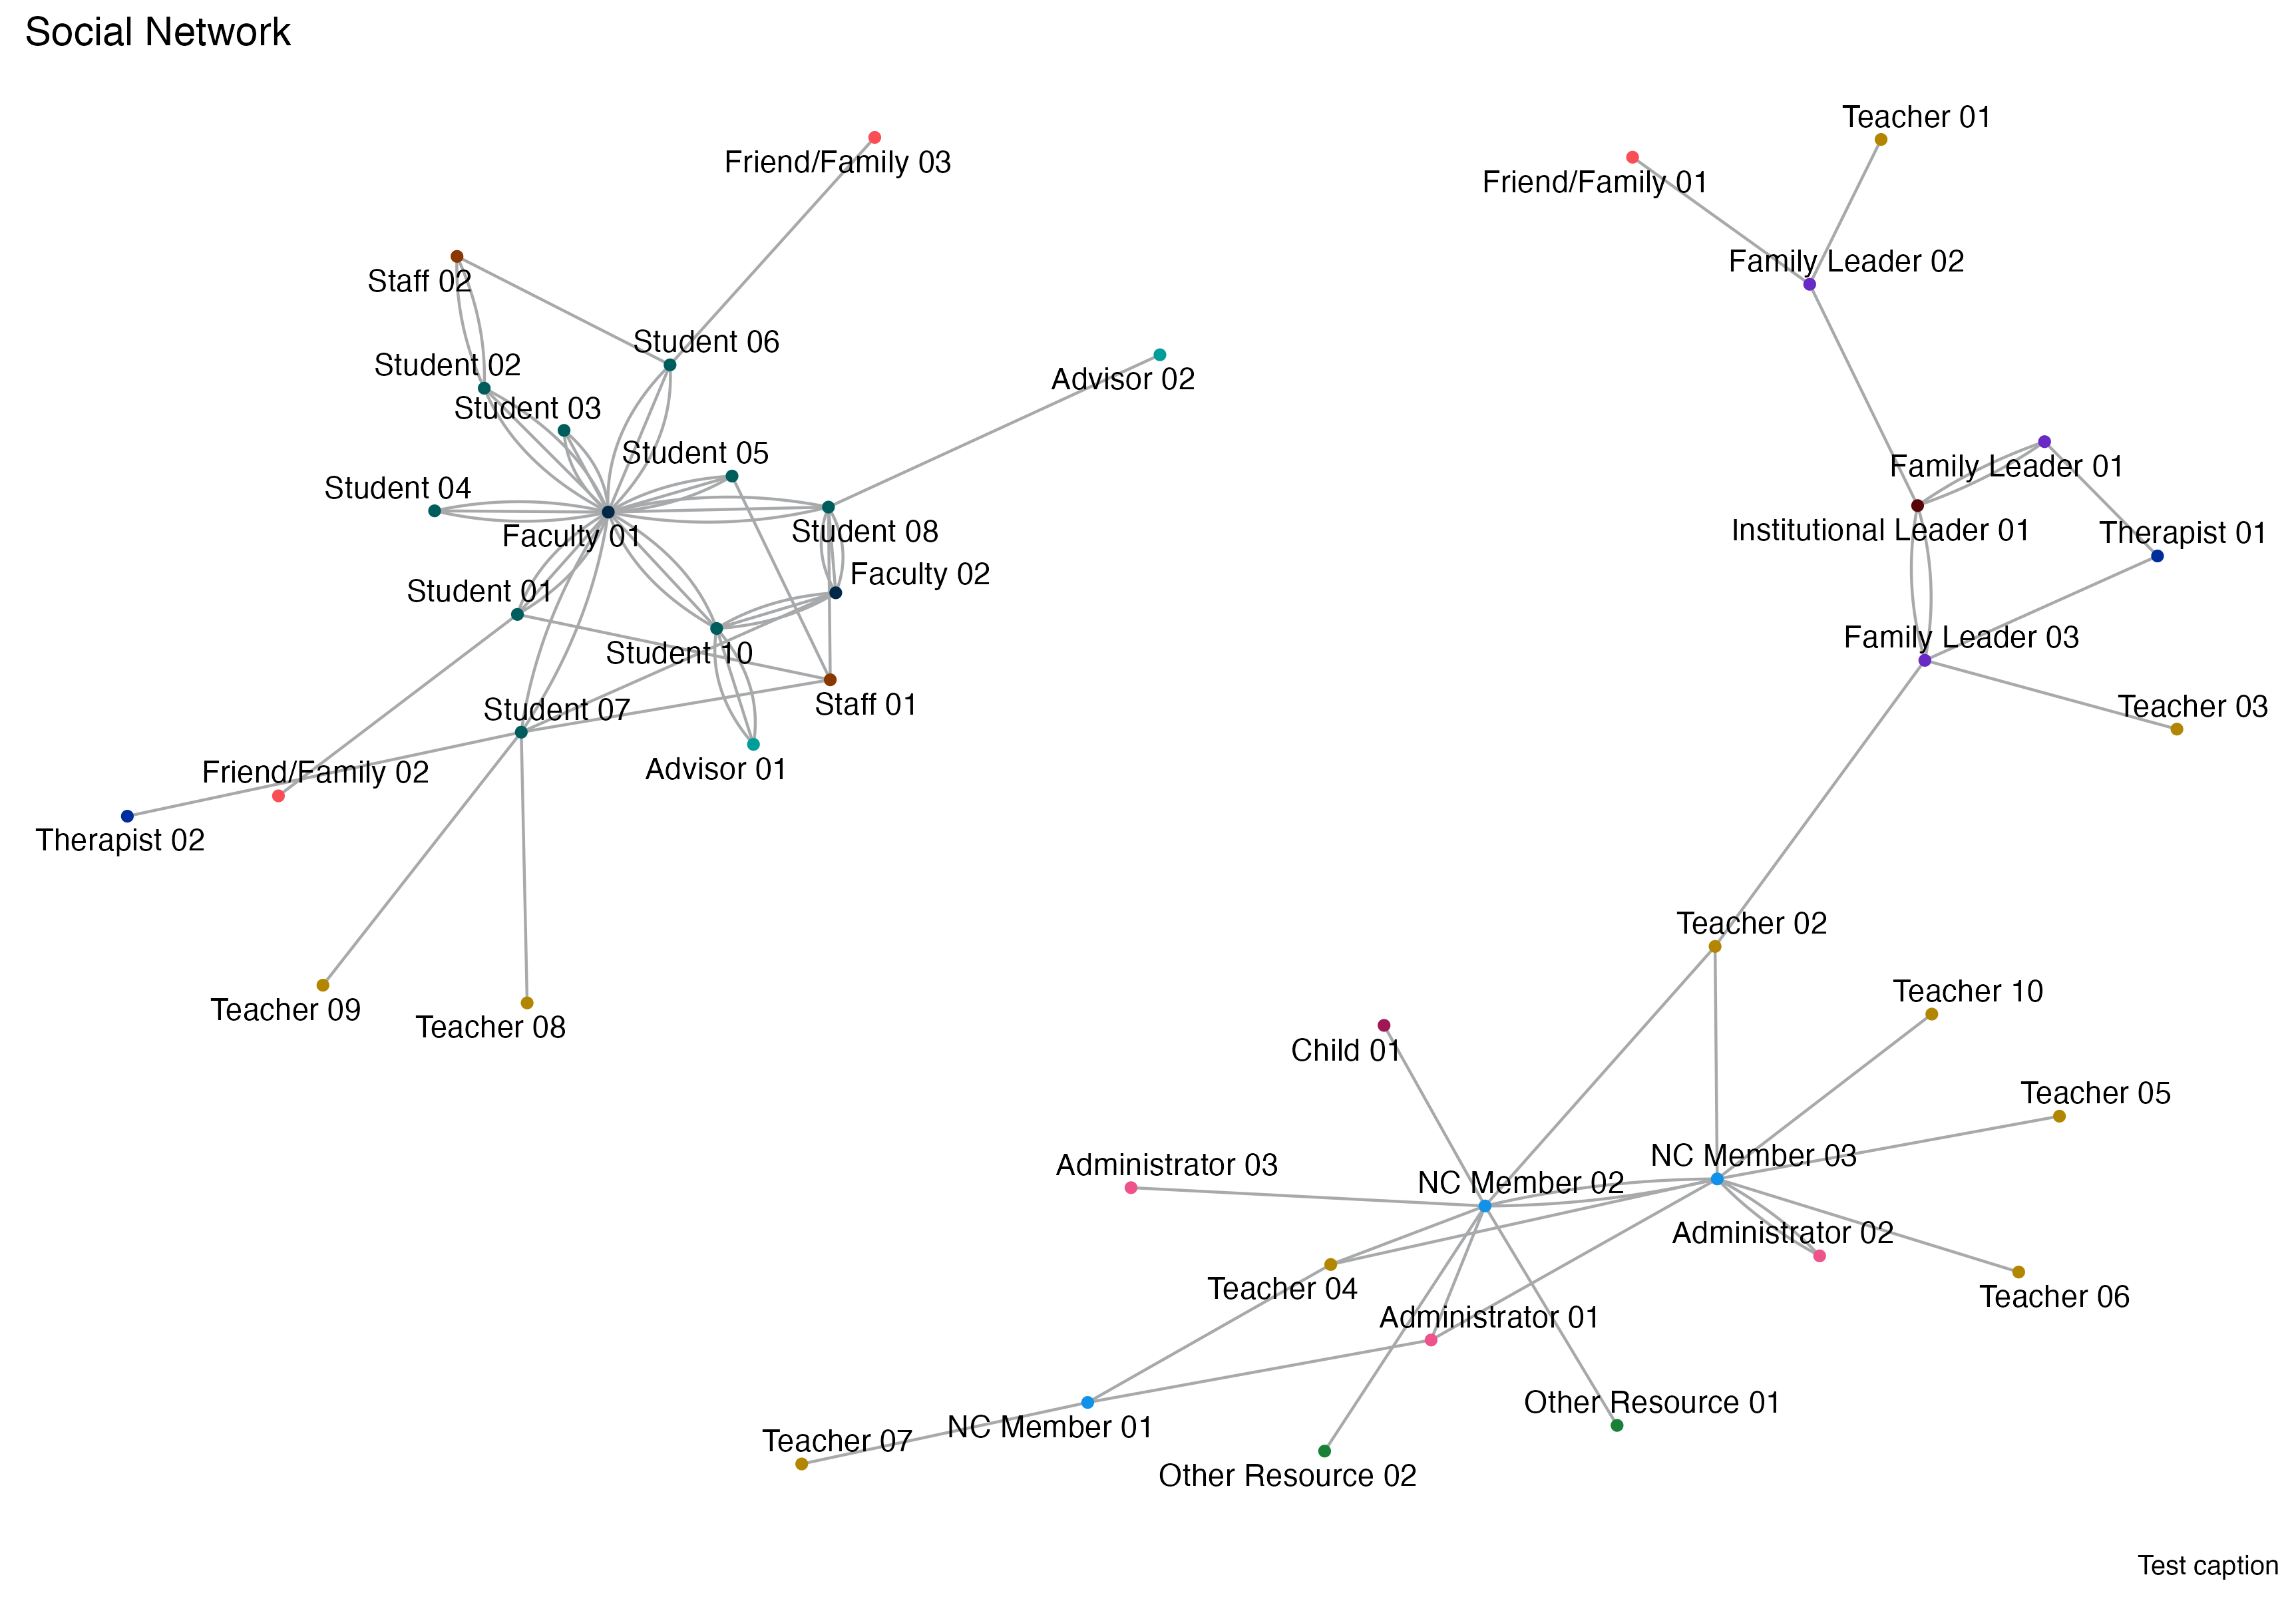 Social Network
Teacher 01
Friend/Family 03
Friend/Family 01
Family Leader 02
Staff 02
Student 06
Student 02
Advisor 02
Student 03
Student 05
Family Leader 01
Student 04
Student 08
Institutional Leader 01
Therapist 01
Faculty 01
Faculty 02
Student 01
Family Leader 03
Student 10
Staff 01
Teacher 03
Student 07
Advisor 01
Friend/Family 02
Therapist 02
Teacher 02
Teacher 10
Teacher 09
Teacher 08
Child 01
Teacher 05
NC Member 03
Administrator 03
NC Member 02
Administrator 02
Teacher 04
Teacher 06
Administrator 01
Other Resource 01
NC Member 01
Teacher 07
Other Resource 02
Test caption